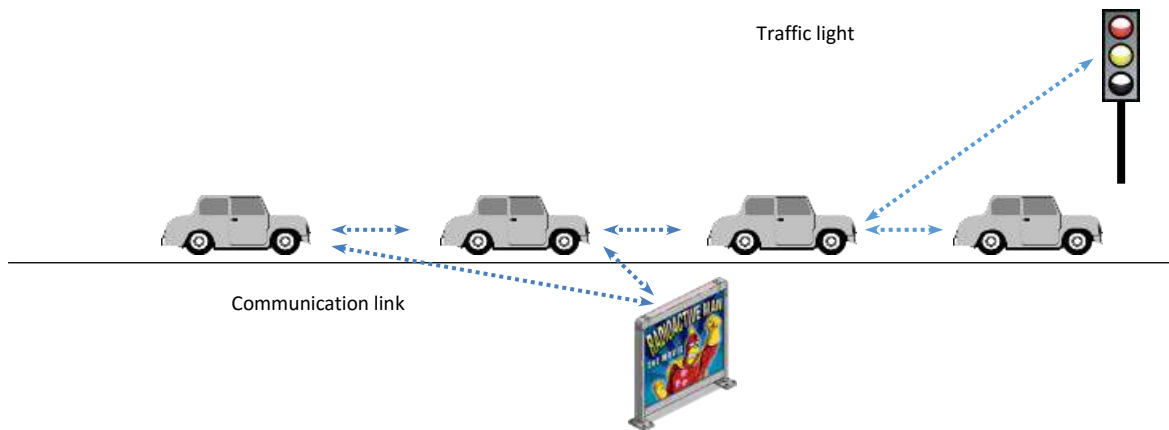 Traffic light
Communication link
RADIOACTIVE MAN
THE MOVIE